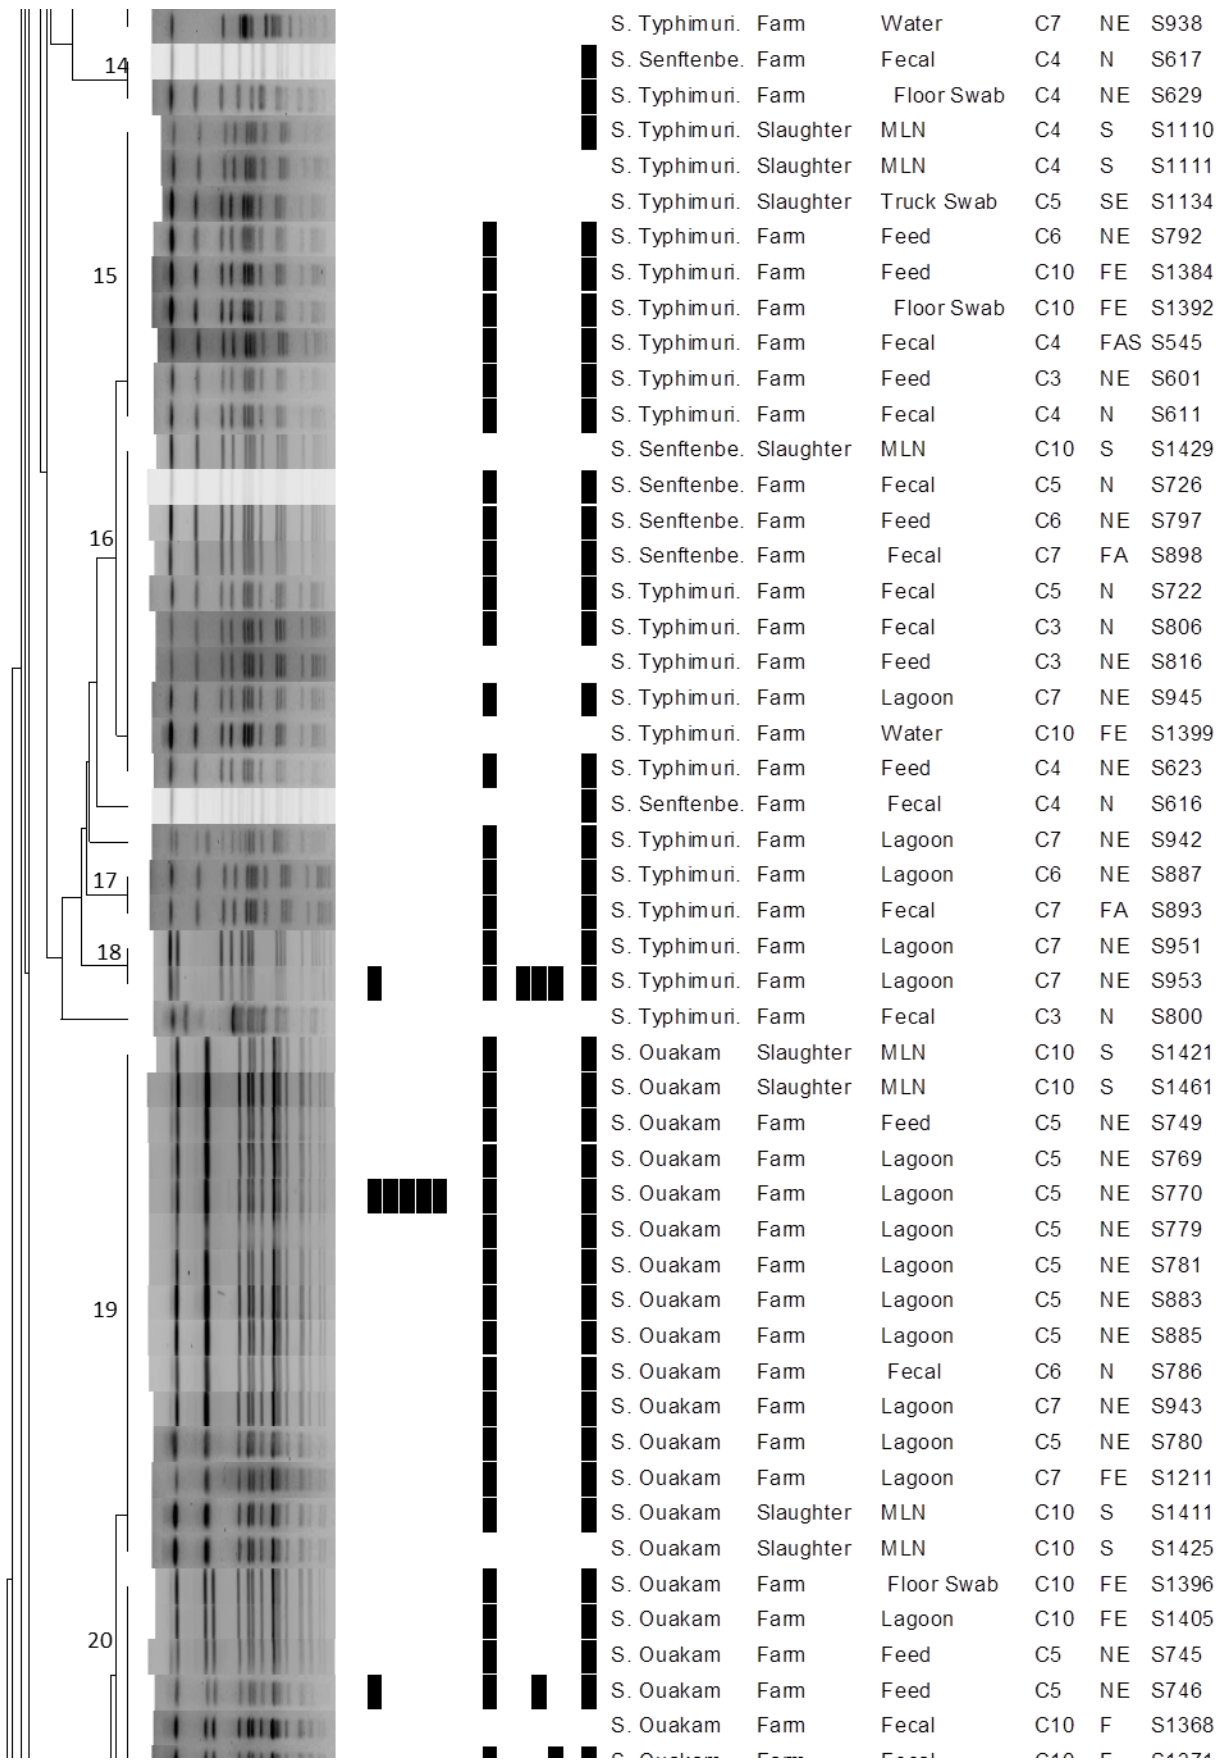 S. Typhimuri. Farm Water C7 NE S938
14 S. Senftenbe. Farm Fecal C4 N S617
S. Typhimuri. Farm Floor Swab C4 NE S629
S. Typhimuri. Slaughter MLN C4 S S1110
S. Typhimuri. Slaughter MLN C4 S S1111
S. Typhimuri. Slaughter Truck Swab C5 SE S1134
S. Typhimuri. Farm Feed C6 NE S792
15 S. Typhimuri. Farm Feed C10 FE S1384
S. Typhimuri. Farm Floor Swab C10 FE S1392
S. Typhimuri. Farm Fecal C4 FAS S545
S. Typhimuri. Farm Feed C3 NE S601
S. Typhimuri. Farm Fecal C4 N S611
S. Senftenbe. Slaughter MLN C10 S S1429
S. Senftenbe. Farm Fecal C5 N S726
S. Senftenbe. Farm Feed C6 NE S797
16 S. Senftenbe. Farm Fecal C7 FA S898
S. Typhimuri. Farm Fecal C5 N S722
S. Typhimuri. Farm Fecal C3 N S806
S. Typhimuri. Farm Feed C3 NE S816
S. Typhimuri. Farm Lagoon C7 NE S945
S. Typhimuri. Farm Water C10 FE S1399
S. Typhimuri. Farm Feed C4 NE S623
S. Senftenbe. Farm Fecal C4 N S616
S. Typhimuri. Farm Lagoon C7 NE S942
17 S. Typhimuri. Farm Lagoon C6 NE S887
S. Typhimuri. Farm Fecal C7 FA S893
18 S. Typhimuri. Farm Lagoon C7 NE S951
S. Typhimuri. Farm Lagoon C7 NE S953
S. Typhimuri. Farm Fecal C3 N S800
S. Ouakam Slaughter MLN C10 S S1421
S. Ouakam Slaughter MLN C10 S S1461
S. Ouakam Farm Feed C5 NE S749
S. Ouakam Farm Lagoon C5 NE S769
S. Ouakam Farm Lagoon C5 NE S770
S. Ouakam Farm Lagoon C5 NE S779
S. Ouakam Farm Lagoon C5 NE S781
19 S. Ouakam Farm Lagoon C5 NE S883
S. Ouakam Farm Lagoon C5 NE S885
S. Ouakam Farm Fecal C6 N S786
S. Ouakam Farm Lagoon C7 NE S943
S. Ouakam Farm Lagoon C5 NE S780
S. Ouakam Farm Lagoon C7 FE S1211
S. Ouakam Slaughter MLN C10 S S1411
S. Ouakam Slaughter MLN C10 S S1425
S. Ouakam Farm Floor Swab C10 FE S1396
S. Ouakam Farm Lagoon C10 FE S1405
20 S. Ouakam Farm Feed C5 NE S745
S. Ouakam Farm Feed C5 NE S746
S. Ouakam Farm Fecal C10 F S1368
S. Ouakam Farm Fecal C10 F S1371